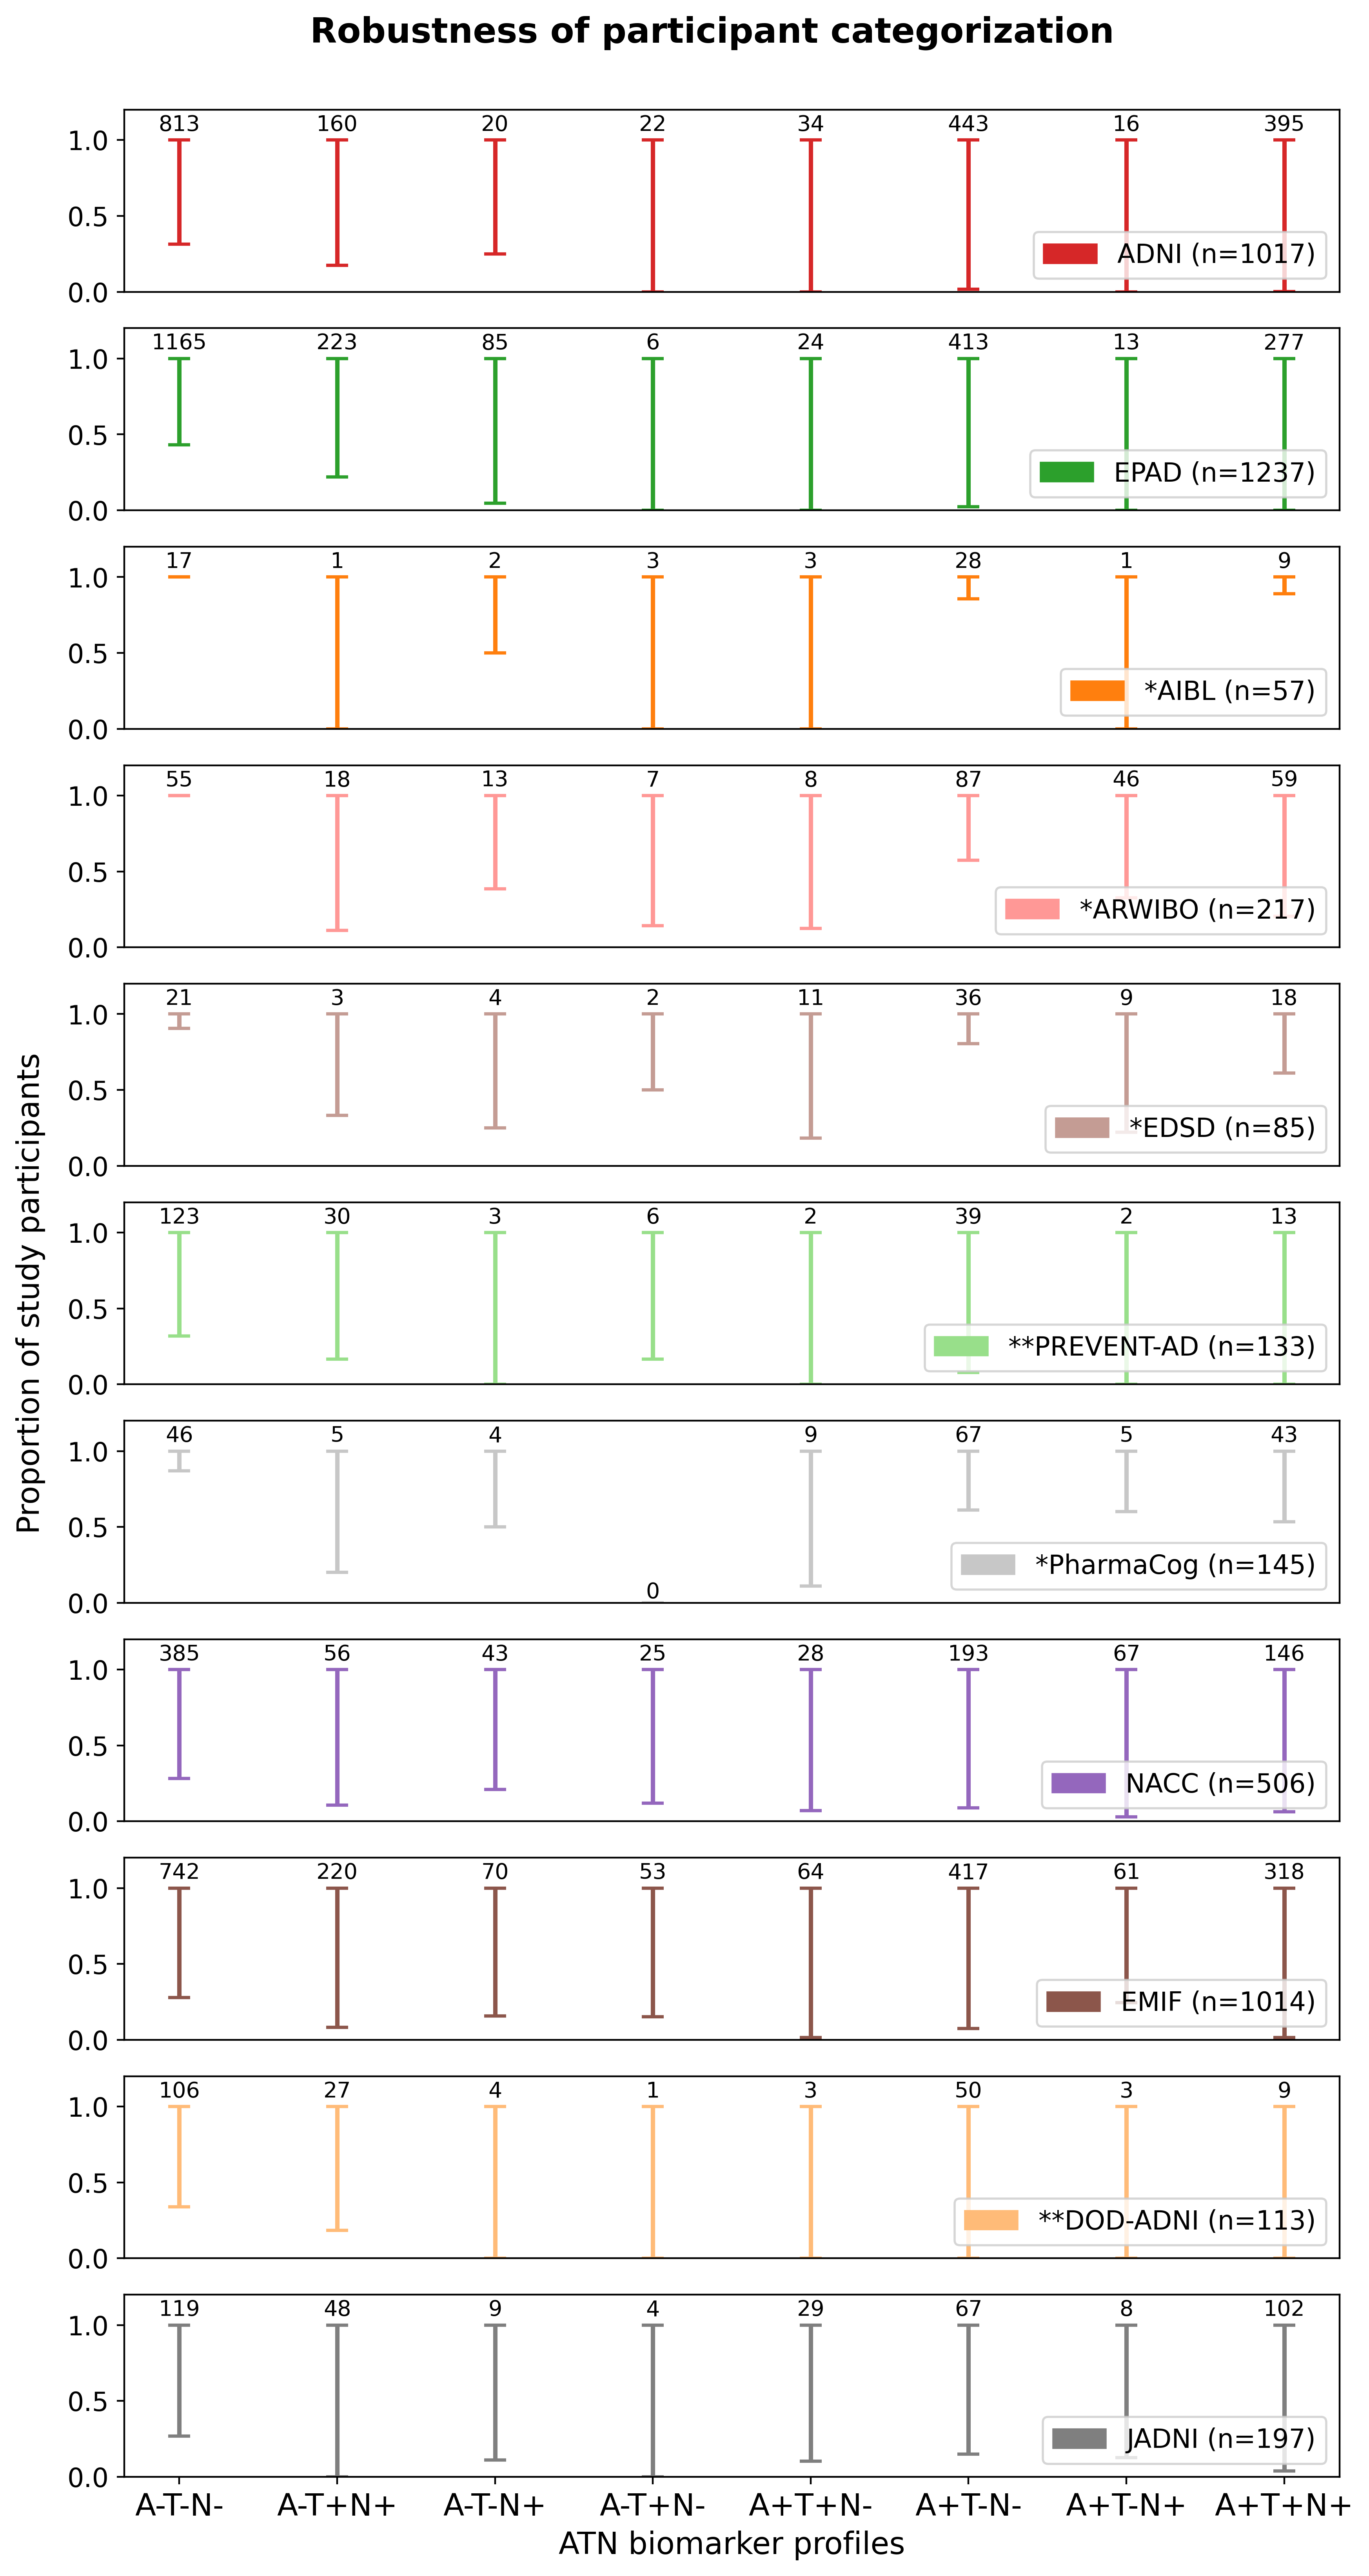 Robustness of participant categorization
Proportion of study participants
813 160 20 22 34 443 16 395
1.0
0.5
0.0
ADNI (n=1017)
1165 223 85 6 24 413 13 277
1.0
0.5
0.0
EPAD (n=1237)
17 1 2 3 3 28 1 9
1.0
0.5
0.0
*AIBL (n=57)
55 18 13 7 8 87 46 59
1.0
0.5
0.0
*ARWIBO (n=217)
21 3 4 2 11 36 9 18
1.0
0.5
0.0
*EDSD (n=85)
123 30 3 6 2 39 2 13
1.0
0.5
0.0
**PREVENT-AD (n=133)
46 5 4 9 67 5 43
1.0
0.5
0.0
0
*PharmaCog (n=145)
385 56 43 25 28 193 67 146
1.0
0.5
0.0
NACC (n=506)
742 220 70 53 64 417 61 318
1.0
0.5
0.0
EMIF (n=1014)
106 27 4 1 3 50 3 9
1.0
0.5
0.0
**DOD-ADNI (n=113)
119 48 9 4 29 67 8 102
1.0
0.5
0.0
JADNI (n=197)
A-T-N- A-T+N+ A-T-N+ A-T+N- A+T+N- A+T-N- A+T-N+ A+T+N+
ATN biomarker profiles